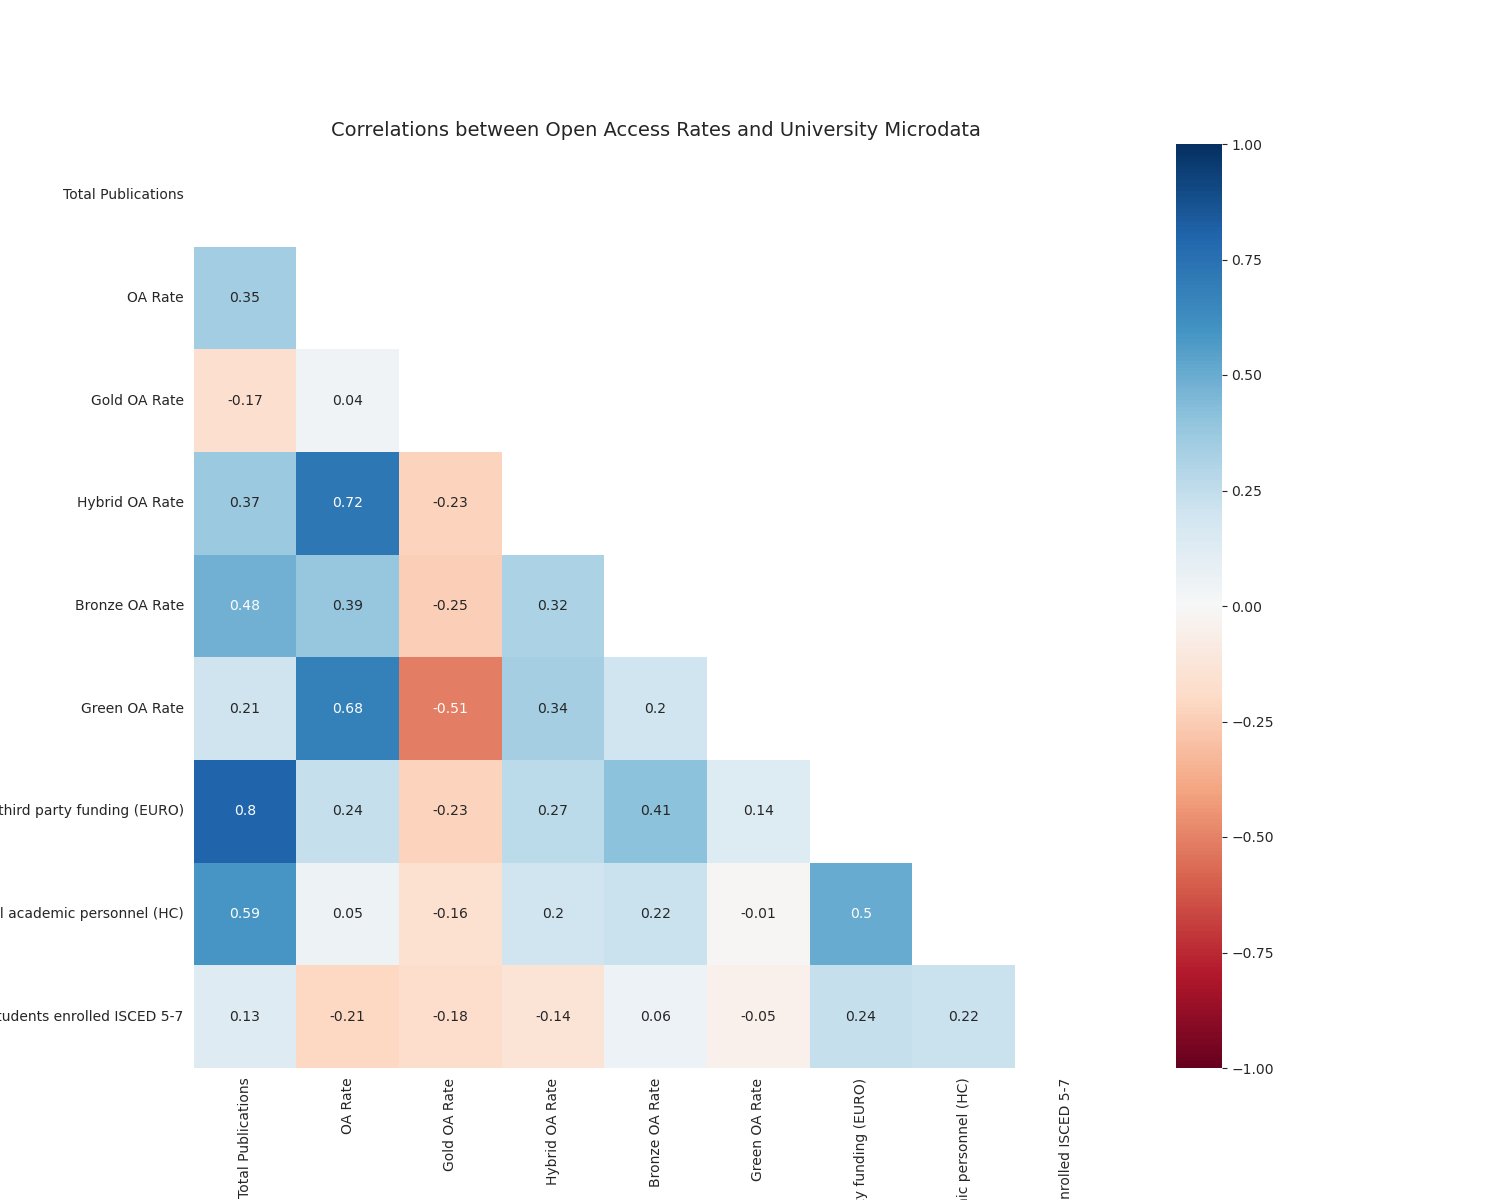 Correlations between Open Access Rates and University Microdata
1.00
Total Publications
0.75
OA Rate 0.35
0.50
Gold OA Rate -0.17 0.04
0.25
Hybrid OA Rate 0.37 0.72 -0.23
0.00
Bronze OA Rate 0.48 0.39 -0.25 0.32
−0.25
Green OA Rate 0.21 0.68 -0.51 0.34 0.2
third party funding (EURO) 0.8 0.24 -0.23 0.27 0.41 0.14
−0.50
academic personnel (HC) 0.59 0.05 -0.16 0.2 0.22 -0.01 0.5
−0.75
enrolled ISCED 5-7 0.13 -0.21 -0.18 -0.14 0.06 -0.05 0.24 0.22
−1.00
Total Publications
OA Rate
Gold OA Rate
Hybrid OA Rate
Bronze OA Rate
Green OA Rate
funding (EURO)
personnel (HC)
ISCED 5-7